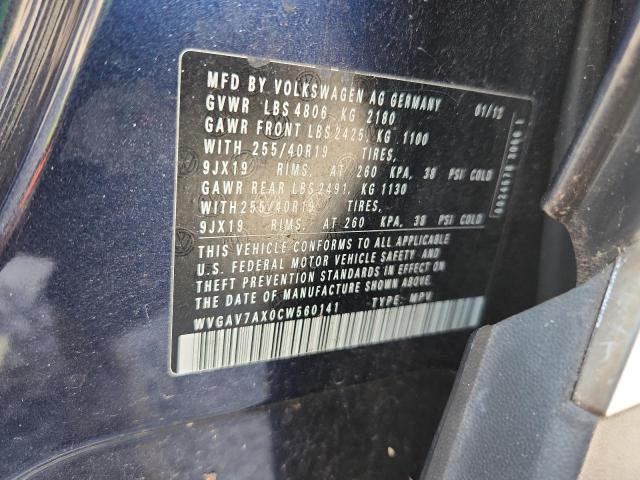 MFD BY VOLKSWAGEN AG GERMANY 01/12
GVWR LBS 4806 KG 2180
GAWR FRONT LBS 2425, KG 1100
WITH 255/40R19 TIRES,
9JX19 RIMS, AT 260 KPA, 38 PSI COLD
GAWR REAR LBS 2491, KG 1130
WITH 255/40R19 TIRES,
9JX19 RIMS, AT 260 KPA, 38 PSI COLD
THIS VEHICLE CONFORMS TO ALL APPLICABLE
U.S. FEDERAL MOTOR VEHICLE SAFETY AND
THEFT PREVENTION STANDARDS IN EFFECT ON
THE DATE OF MANUFACTURE SHOWN ABOVE.
WVGAV7AX0CW560141 TYPE: MPV